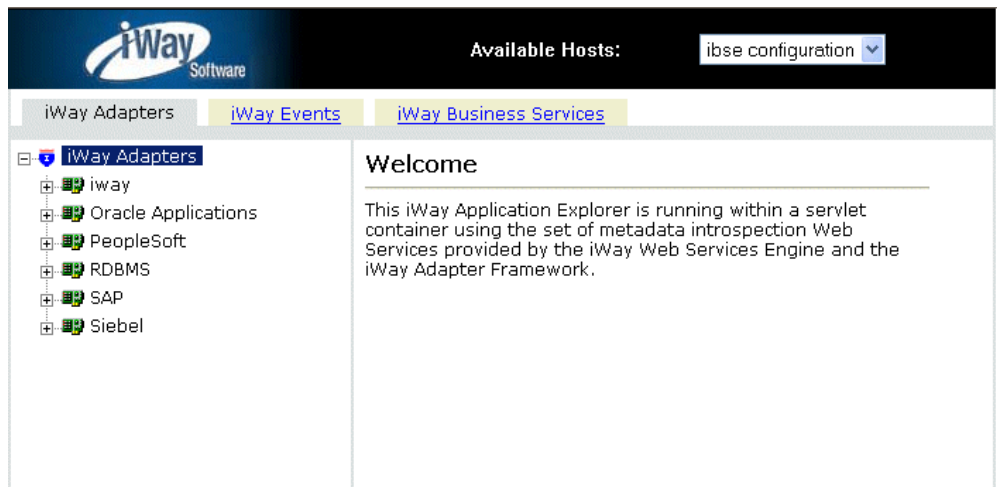 iWay
Software
Available Hosts:
ibse configuration
iWay Adapters
iWay Events
iWay Business Services
iWay Adapters
iway
Oracle Applications
PeopleSoft
RDBMS
SAP
Siebel
Welcome
This iWay Application Explorer is running within a servlet
container using the set of metadata introspection Web
Services provided by the iWay Web Services Engine and the
iWay Adapter Framework.